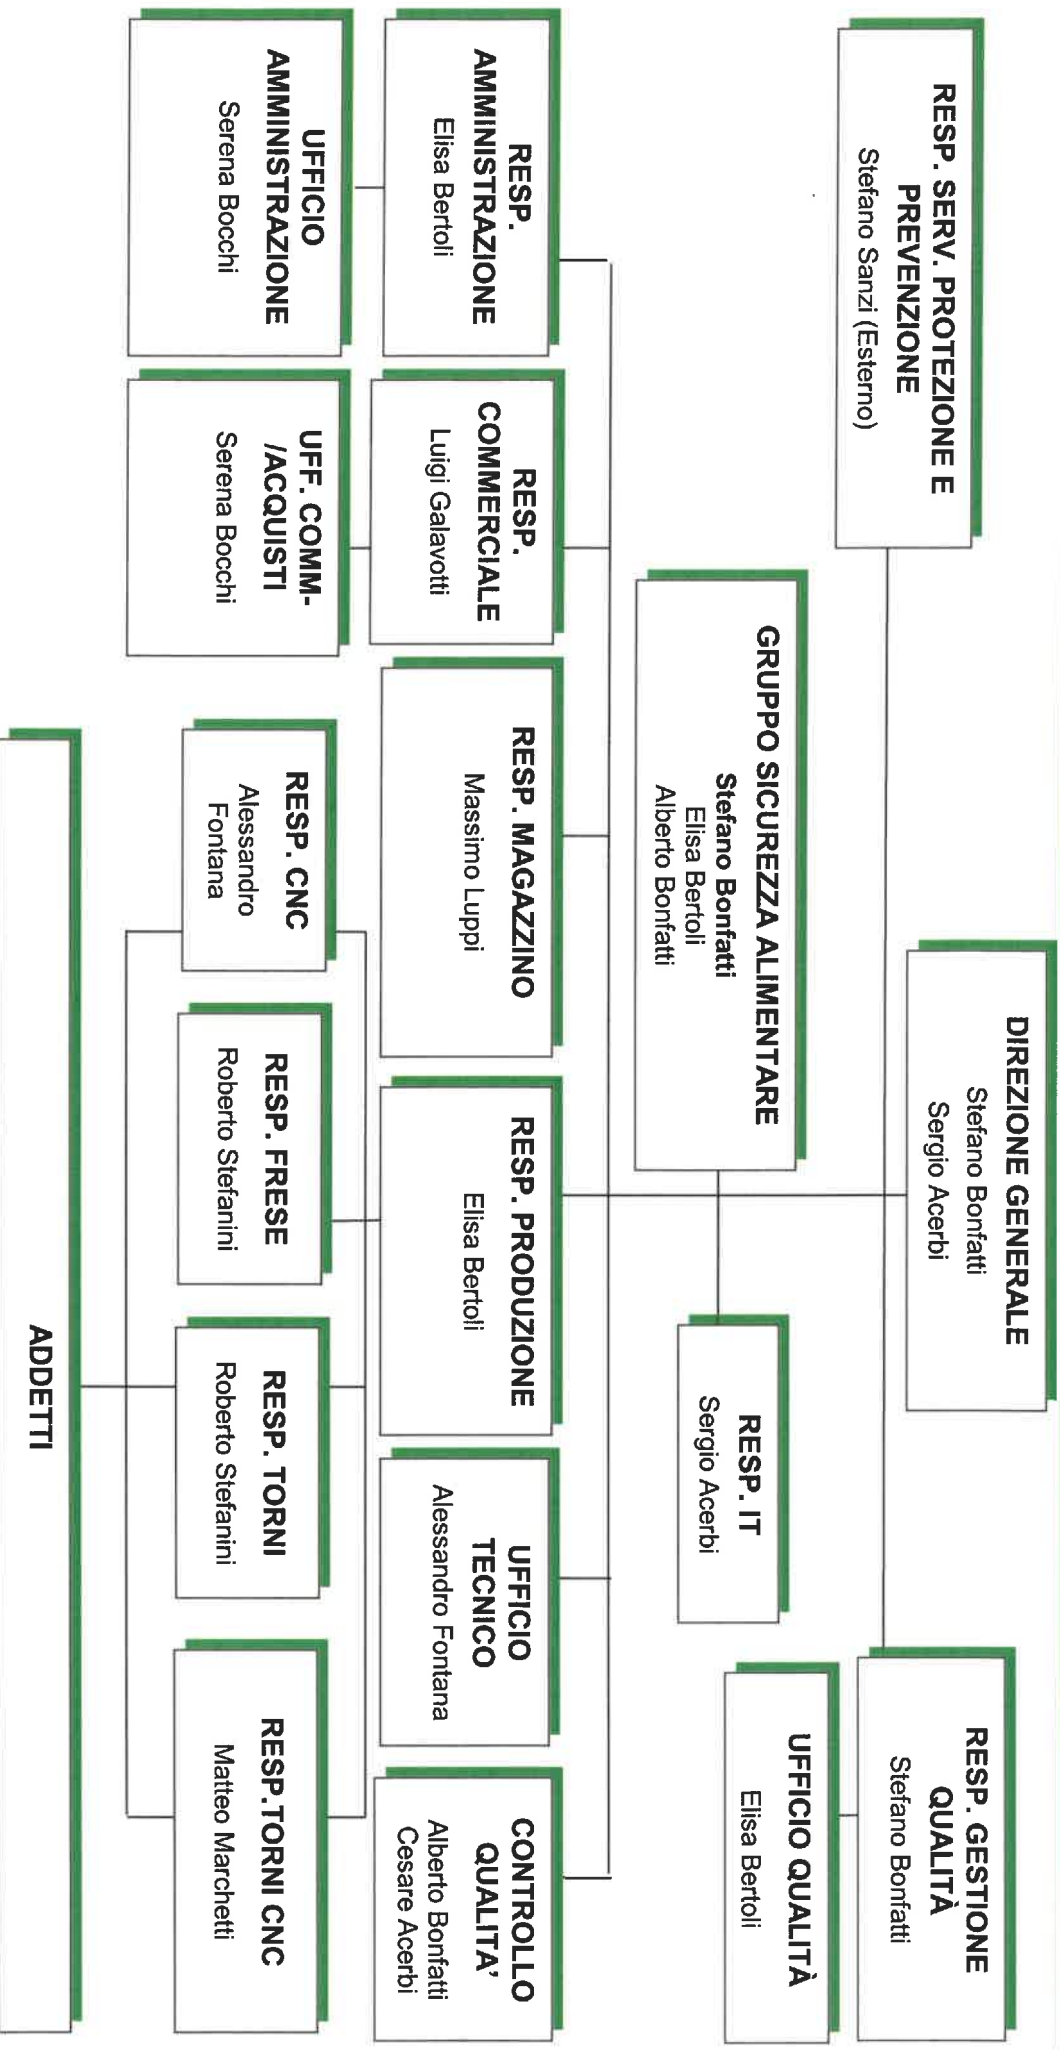 DIREZIONE GENERALE
Stefano Bonfatti
Sergio Acerbi
RESP. SERV. PROTEZIONE E
PREVENZIONE
Stefano Sanzi (Esterno)
RESP. GESTIONE
QUALITÀ
Stefano Bonfatti
UFFICIO QUALITÀ
Elisa Bertoli
GRUPPO SICUREZZA ALIMENTARE
Stefano Bonfatti
Elisa Bertoli
Alberto Bonfatti
RESP. IT
Sergio Acerbi
RESP.
AMMINISTRAZIONE
Elisa Bertoli
RESP.
COMMERCIALE
Luigi Galavotti
RESP. MAGAZZINO
Massimo Luppi
RESP. PRODUZIONE
Elisa Bertoli
UFFICIO
TECNICO
Alessandro Fontana
CONTROLLO
QUALITA'
Alberto Bonfatti
Cesare Acerbi
UFFICIO
AMMINISTRAZIONE
Serena Bocchi
UFF. COMM-
/ACQUISTI
Serena Bocchi
RESP. CNC
Alessandro
Fontana
RESP. FRESE
Roberto Stefanini
RESP. TORNI
Roberto Stefanini
RESP.TORNI CNC
Matteo Marchetti
ADDETTI